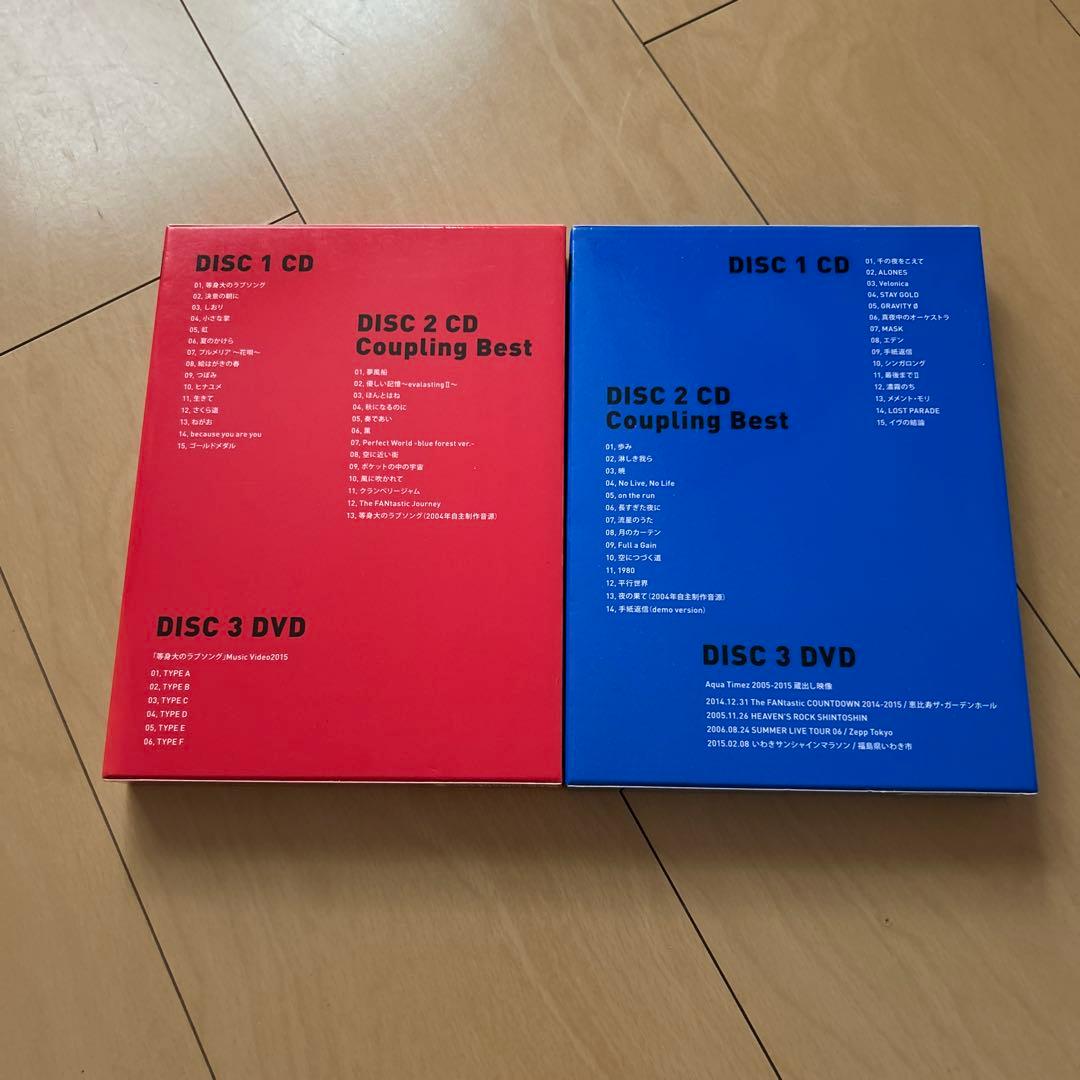 DISC 1 CD
01, 等身大のラブソング
02, 決意の朝に
03, しおり
04, 小さな掌
05, 虹
06, 夏のかけら
07, プルメリア 〜花唄〜
08, 絵はがきの春
09, つぼみ
10, ヒナユメ
11, 生きて
12, さくら道
13, ねがお
14, because you are you
15, ゴールドメダル
DISC 2 CD
Coupling Best
01, 夢風船
02, 優しい記憶〜evalastingⅡ〜
03, ほんとはね
04, 秋になるのに
05, 奏であい
06, 薫
07, Perfect World -blue forest ver.-
08, 空に近い街
09, ポケットの中の宇宙
10, 風に吹かれて
11, クランベリージャム
12, The FANtastic Journey
13, 等身大のラブソング(2004年自主制作音源)
DISC 3 DVD
「等身大のラブソング」Music Video2015
01, TYPE A
02, TYPE B
03, TYPE C
04, TYPE D
05, TYPE E
06, TYPE F
DISC 1 CD
01, 千の夜をこえて
02, ALONES
03, Velonica
04, STAY GOLD
05, GRAVITY Ø
06, 真夜中のオーケストラ
07, MASK
08, エデン
09, 手紙返信
10, シンガロング
11, 最後までⅡ
12, 濃霧のち
13, メメント・モリ
14, LOST PARADE
15, イヴの結論
DISC 2 CD
Coupling Best
01, 歩み
02, 淋しき我ら
03, 暁
04, No Live, No Life
05, on the run
06, 長すぎた夜に
07, 流星のうた
08, 月のカーテン
09, Full a Gain
10, 空につづく道
11, 1980
12, 平行世界
13, 夜の果て(2004年自主制作音源)
14, 手紙返信(demo version)
DISC 3 DVD
Aqua Timez 2005-2015 蔵出し映像
2014.12.31 The FANtastic COUNTDOWN 2014-2015 / 恵比寿ザ・ガーデンホール
2005.11.26 HEAVEN'S ROCK SHINTOSHIN
2006.08.24 SUMMER LIVE TOUR 06 / Zepp Tokyo
2015.02.08 いわきサンシャインマラソン / 福島県いわき市